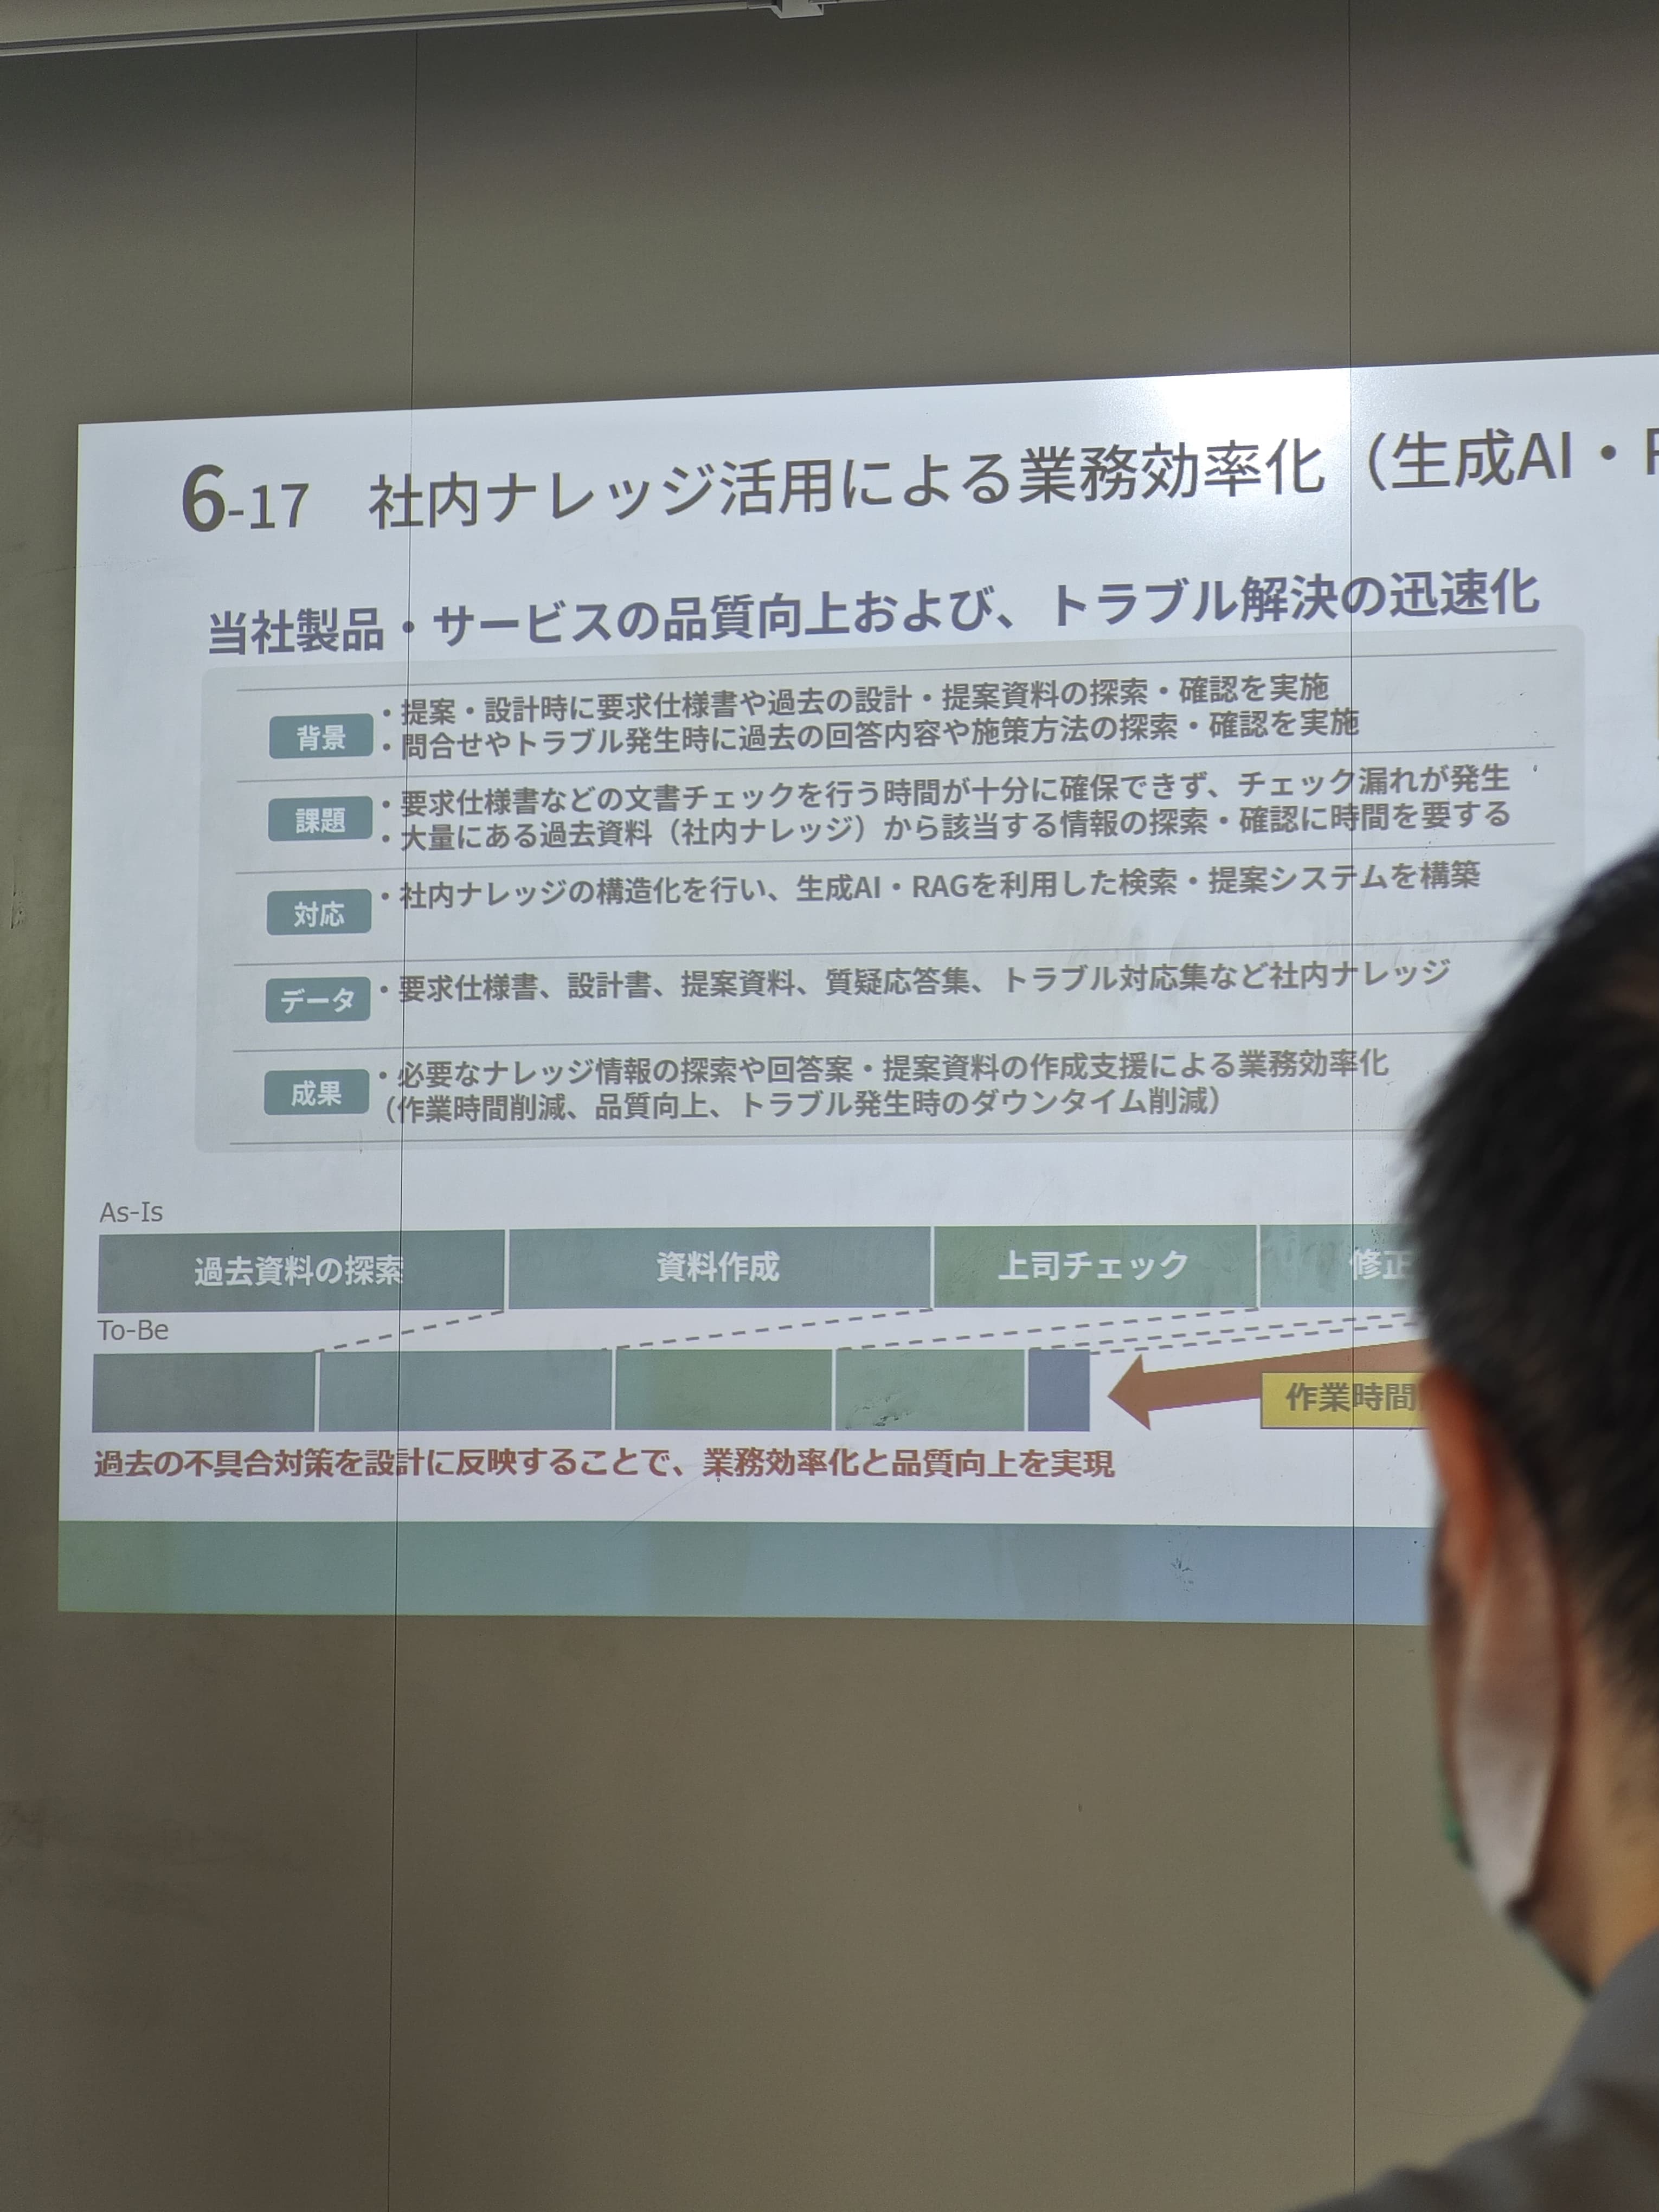 6-17 社内ナレッジ活用による業務効率化（生成AI・
当社製品・サービスの品質向上および、トラブル解決の迅速化
背景
・提案・設計時に要求仕様書や過去の設計・提案資料の探索・確認を実施
・問合せやトラブル発生時に過去の回答内容や施策方法の探索・確認を実施
課題
・要求仕様書などの文書チェックを行う時間が十分に確保できず、チェック漏れが発生
・大量にある過去資料（社内ナレッジ）から該当する情報の探索・確認に時間を要する
対応
・社内ナレッジの構造化を行い、生成AI・RAGを利用した検索・提案システムを構築
データ
・要求仕様書、設計書、提案資料、質疑応答集、トラブル対応集など社内ナレッジ
成果
・必要なナレッジ情報の探索や回答案・提案資料の作成支援による業務効率化
（作業時間削減、品質向上、トラブル発生時のダウンタイム削減）
As-Is
過去資料の探索 資料作成 上司チェック 修正
To-Be
作業時間
過去の不具合対策を設計に反映することで、業務効率化と品質向上を実現